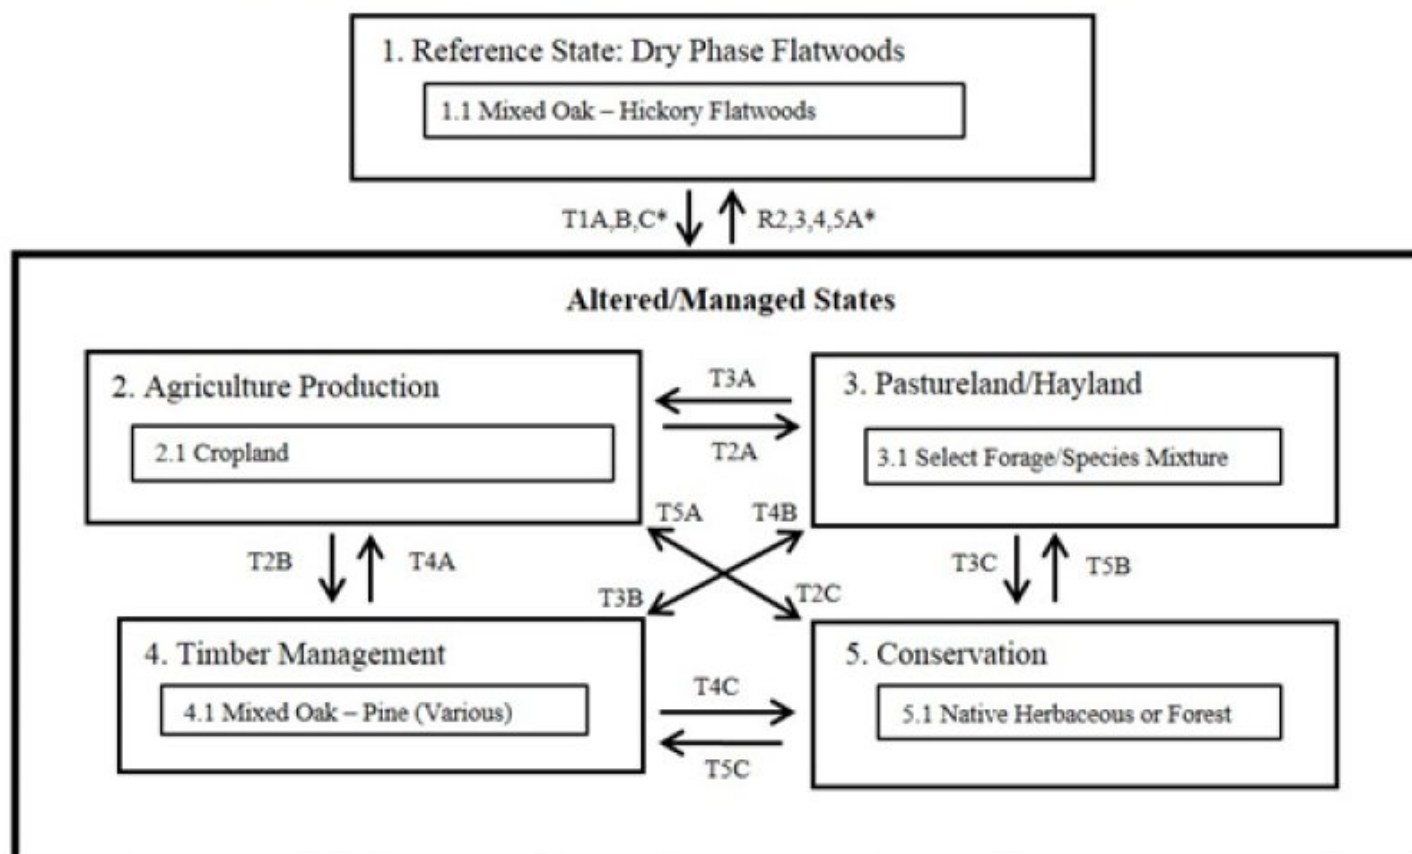 1. Reference State: Dry Phase Flatwoods
1.1 Mixed Oak – Hickory Flatwoods
T1A,B,C*
R2,3,4,5A*
Altered/Managed States
2. Agriculture Production
2.1 Cropland
T3A
T2A
3. Pastureland/Hayland
3.1 Select Forage/Species Mixture
T5A
T4B
T2B
T4A
T3C
T5B
T3B
T2C
4. Timber Management
4.1 Mixed Oak – Pine (Various)
T4C
T5C
5. Conservation
5.1 Native Herbaceous or Forest